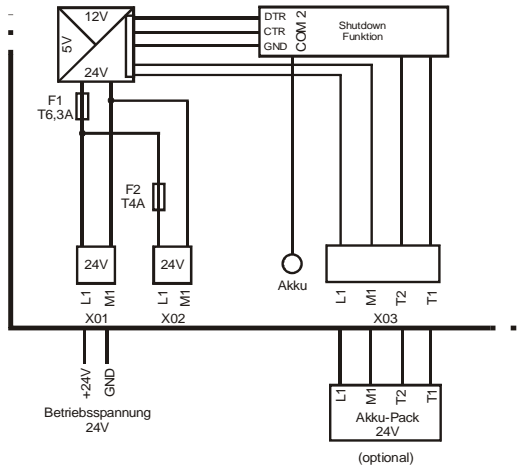 12V
5V
24V
DTR
CTR
GND
COM 2
Shutdown
Funktion
F1
T6,3A
F2
T4A
24V
24V
Akku
L1
M1
L1
M1
L1
M1
T2
T1
X01
X02
X03
+24V
GND
Betriebsspannung
24V
L1
M1
T2
T1
Akku-Pack
24V
(optional)